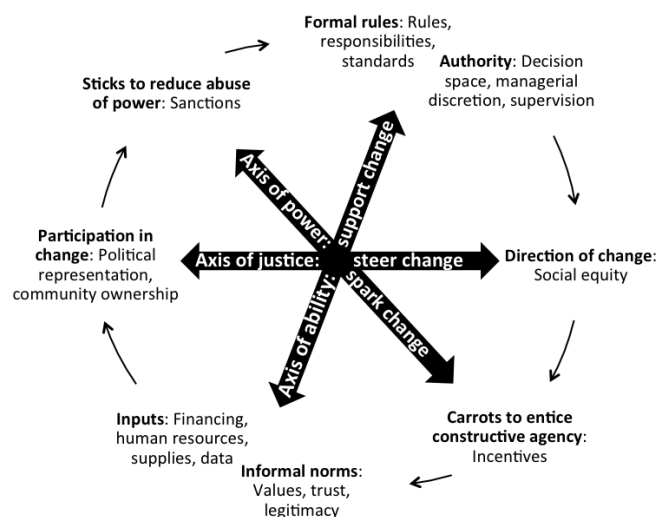 Formal rules: Rules,
responsibilities,
standards
Authority: Decision
space, managerial
discretion, supervision
Direction of change:
Social equity
Carrots to entice
constructive agency:
Incentives
Informal norms:
Values, trust,
legitimacy
Inputs: Financing,
human resources,
supplies, data
Participation in
change: Political
representation,
community ownership
Sticks to reduce abuse
of power: Sanctions
Axis of power: spark change
Axis of justice: steer change
Axis of ability: support change